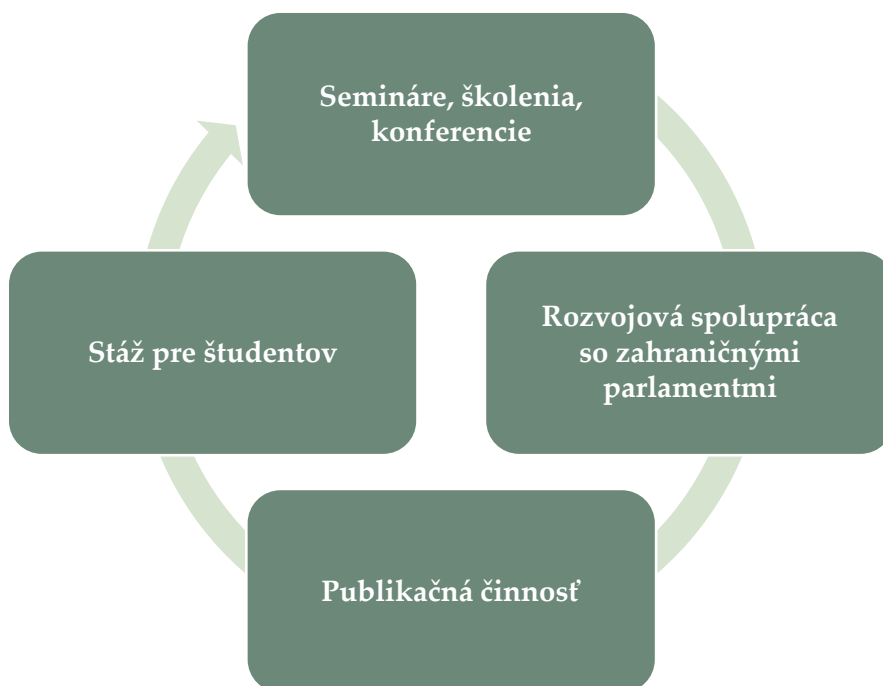 Semináre, školenia,
konferencie
Rozvojová spolupráca
so zahraničnými
parlamentmi
Stáž pre študentov
Publikačná činnosť